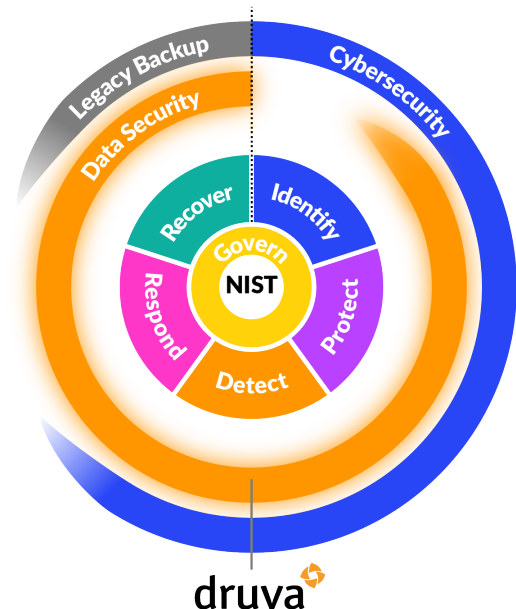 Legacy Backup
Cybersecurity
Data Security
Recover
Identify
Govern
NIST
Respond
Protect
Detect
druva